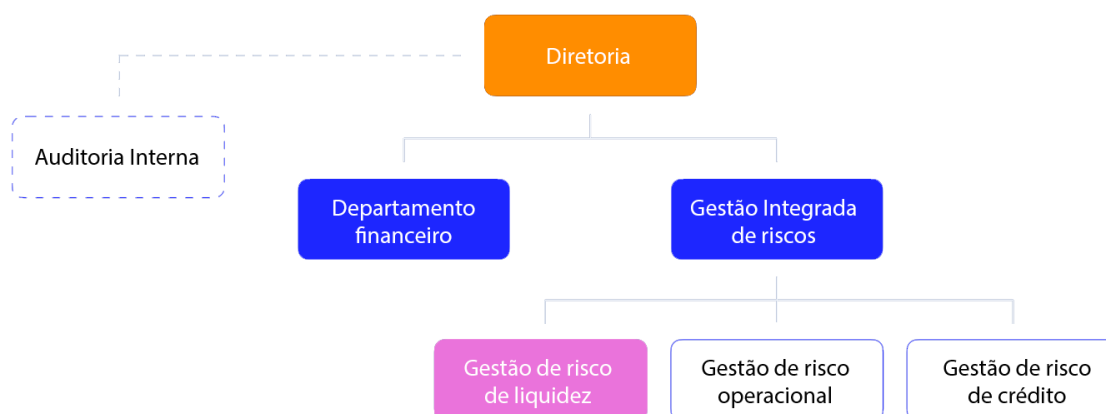 Diretoria
Auditoria Interna
Departamento
financeiro
Gestão Integrada
de riscos
Gestão de risco
de liquidez
Gestão de risco
operacional
Gestão de risco
de crédito